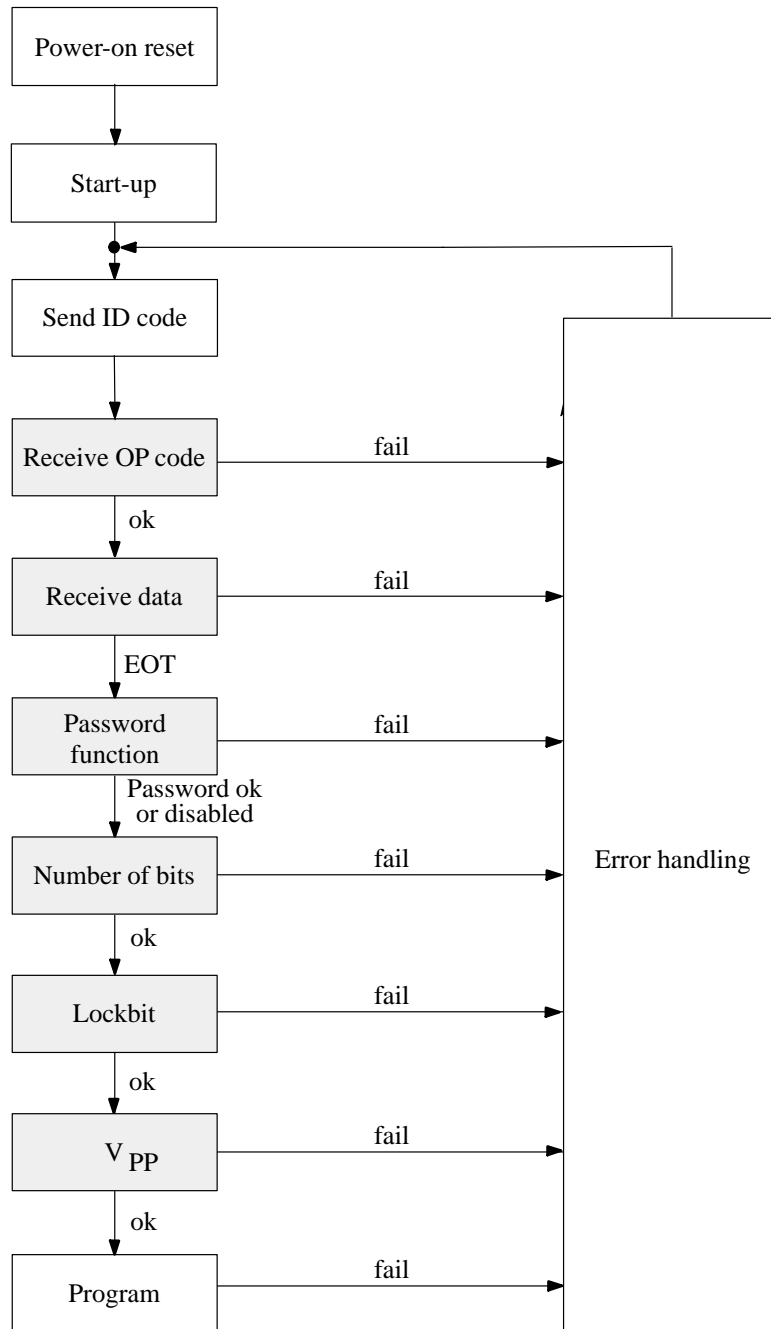 Power-on reset
Start-up
Send ID code
Receive OP code
fail
ok
Receive data
fail
EOT
Password
function
fail
Password ok
or disabled
Number of bits
fail
Error handling
ok
Lockbit
fail
ok
V PP
fail
ok
Program
fail